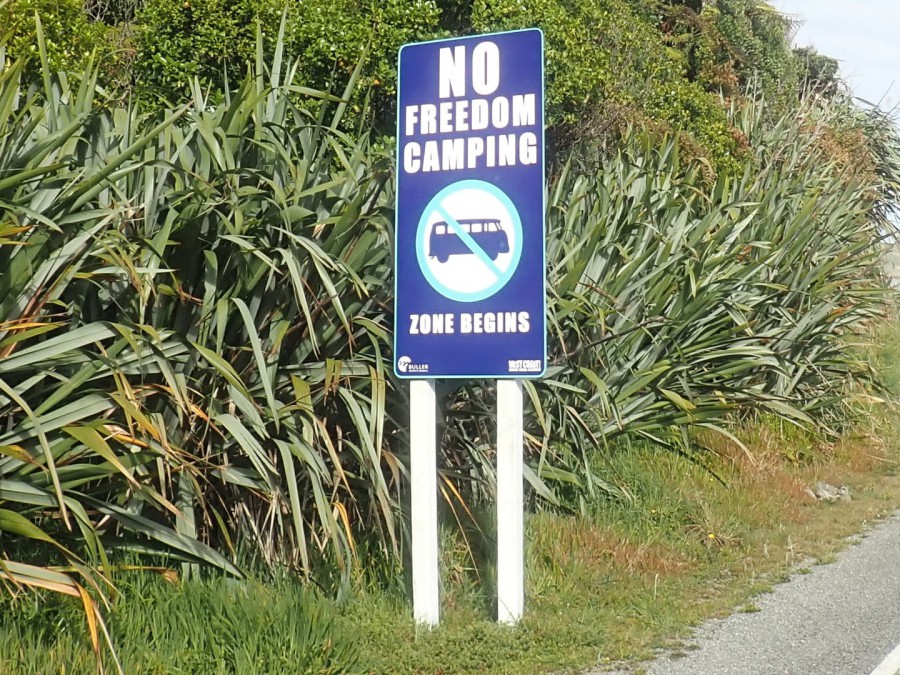 NO
FREEDOM
CAMPING
ZONE BEGINS
BULLER
WEST COAST